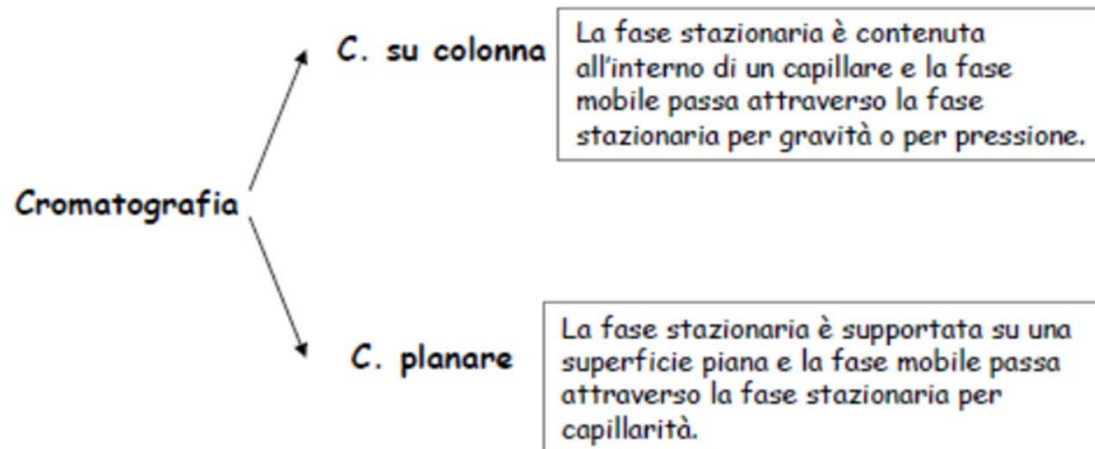 C. su colonna
La fase stazionaria è contenuta
all'interno di un capillare e la fase
mobile passa attraverso la fase
stazionaria per gravità o per pressione.
Cromatografia
C. planare
La fase stazionaria è supportata su una
superficie piana e la fase mobile passa
attraverso la fase stazionaria per
capillarità.